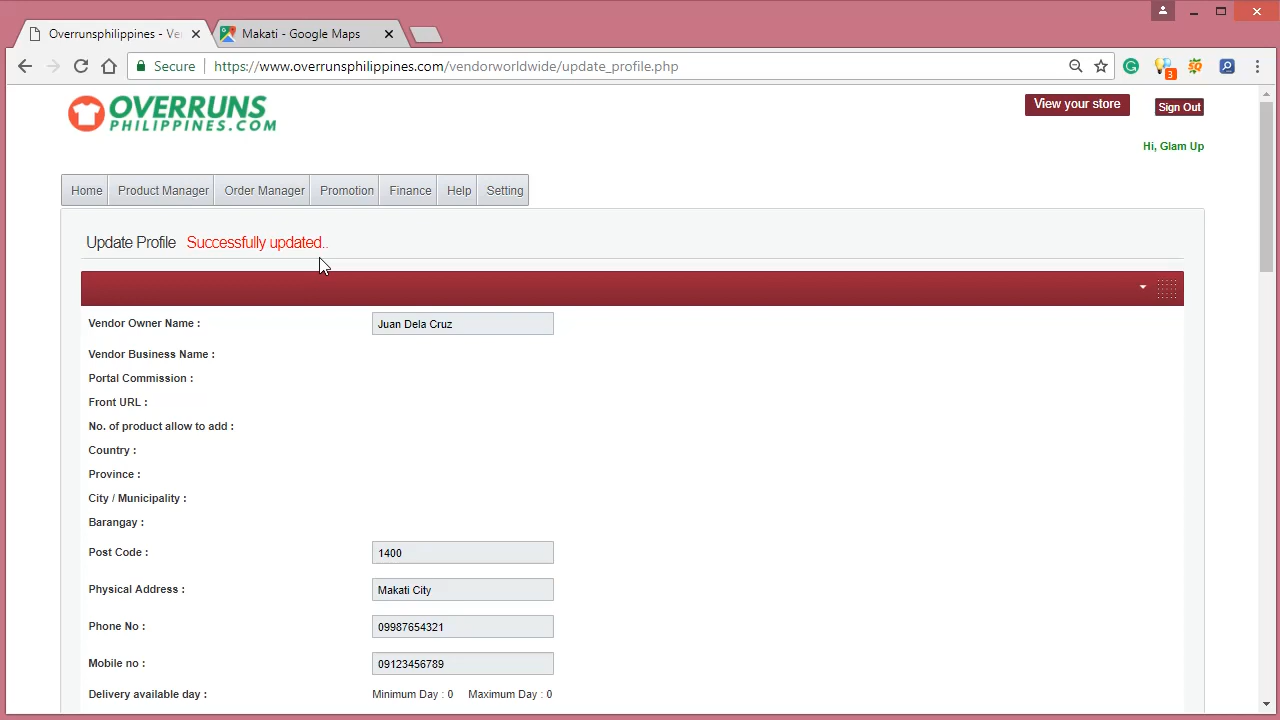 Overrunsphilippines - Ve
Makati - Google Maps
Secure
https://www.overrunsphilippines.com/vendorworldwide/update_profile.php
3
OVERRUNS
PHILIPPINES.COM
View your store
Sign Out
Hi, Glam Up
Home
Product Manager
Order Manager
Promotion
Finance
Help
Setting
Update Profile Successfully updated..
Vendor Owner Name : Juan Dela Cruz
Vendor Business Name :
Portal Commission :
Front URL :
No. of product allow to add :
Country :
Province :
City / Municipality :
Barangay :
Post Code : 1400
Physical Address : Makati City
Phone No : 09987654321
Mobile no : 09123456789
Delivery available day : Minimum Day : 0 Maximum Day : 0